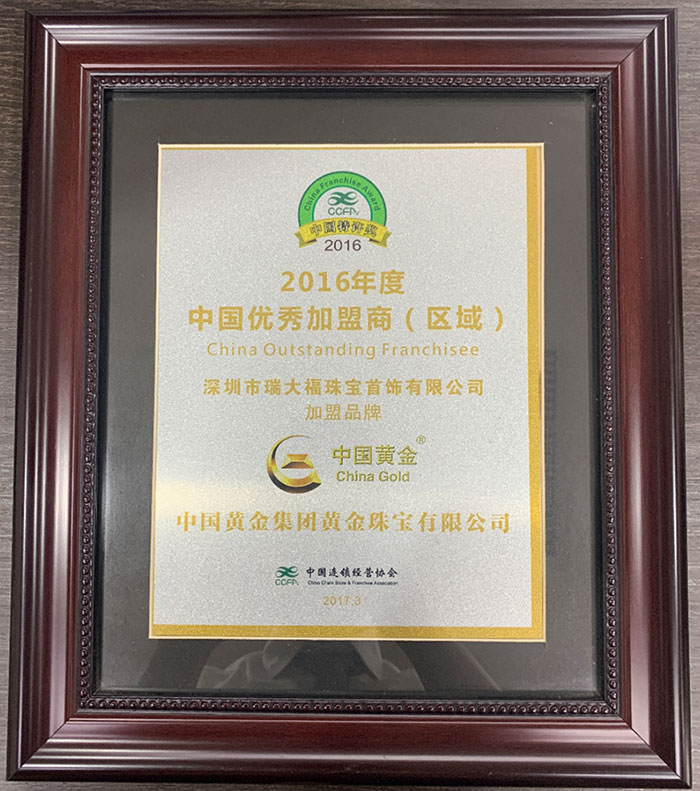 China Franchise Award
CCFA
中国特许奖
2016
2016年度
中国优秀加盟商（区域）
China Outstanding Franchisee
深圳市瑞大福珠宝首饰有限公司
加盟品牌
中国黄金®
China Gold
中国黄金集团黄金珠宝有限公司
CCFA
中国连锁经营协会
China Chain Store & Franchise Association
2017.3